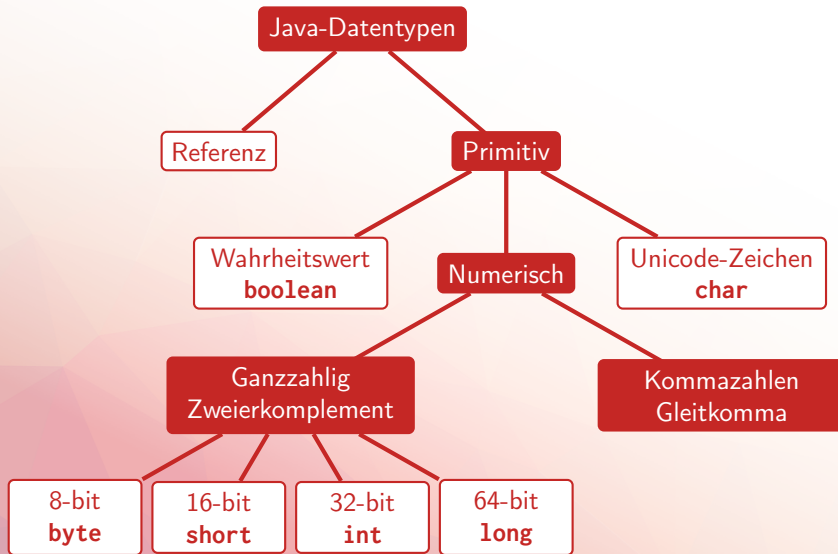 Java-Datentypen
Referenz
Primitiv
Wahrheitswert
boolean
Numerisch
Unicode-Zeichen
char
Ganzzahlig
Zweierkomplement
Kommazahlen
Gleitkomma
8-bit
byte
16-bit
short
32-bit
int
64-bit
long